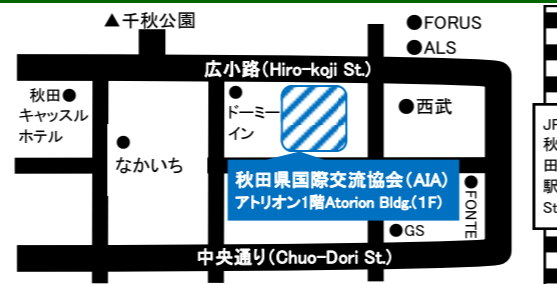 ▲千秋公園
●FORUS
●ALS
広小路(Hiro-koji St.)
秋田●
キャッスル
ホテル
●
ドーミー
イン
●西武
●
なかいち
秋田県国際交流協会(AIA)
アトリオン1階Atorion Bldg.(1F)
●
FONTE
●GS
中央通り(Chuo-Dori St.)
秋
田
駅